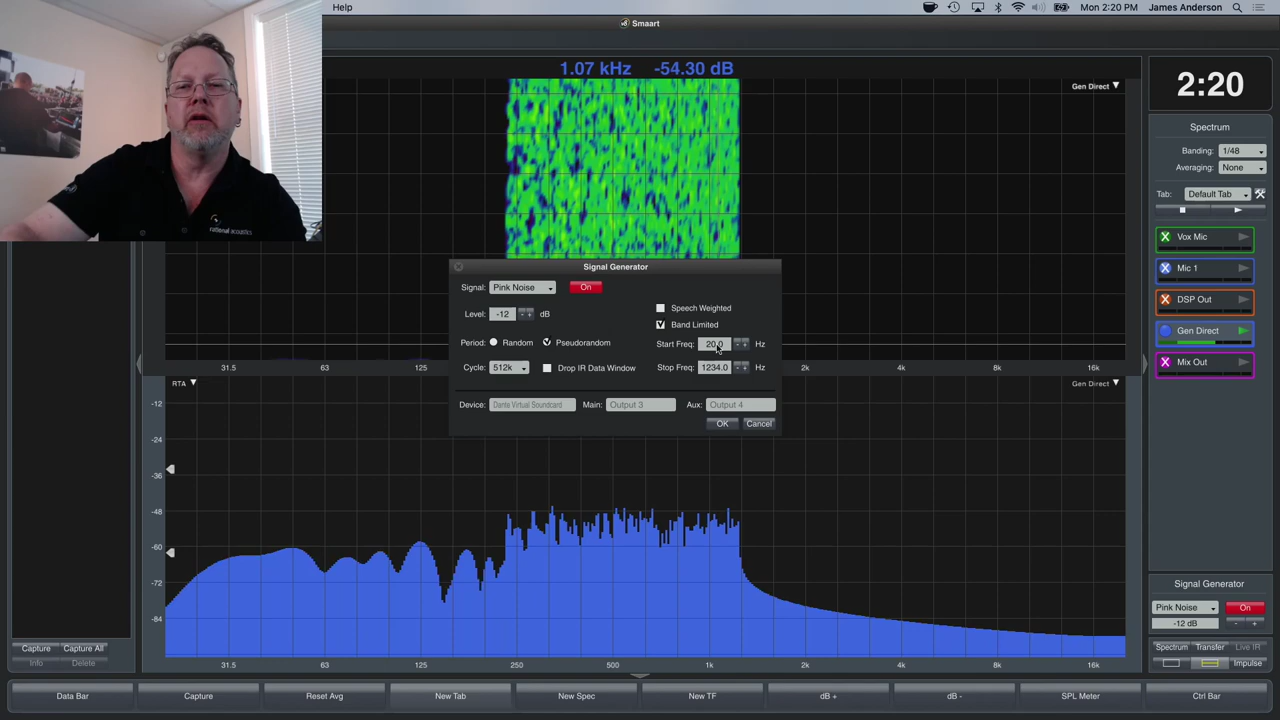 Help
Mon 2:20 PM
James Anderson
Smaart
1.07 kHz
-54.30 dB
Gen Direct
2:20
Spectrum
Banding:
1/48
Averaging:
None
Tab:
Default Tab
Vox Mic
Mic 1
DSP Out
Gen Direct
Mix Out
rational acoustics
Signal Generator
Signal:
Pink Noise
On
Level:
-12
dB
Speech Weighted
Band Limited
Period:
Random
Pseudorandom
Start Freq:
20.0
Hz
Cycle:
512k
Drop IR Data Window
Stop Freq:
1234.0
Hz
Device:
Dante Virtual Soundcard
Main:
Output 3
Aux:
Output 4
OK
Cancel
31.5
63
125
2k
4k
8k
16k
RTA
Gen Direct
-12
-24
-36
-48
-60
-72
-84
31.5
63
125
250
500
1k
2k
4k
8k
16k
Signal Generator
Pink Noise
On
-12 dB
Spectrum
Transfer
Live IR
Impulse
Capture
Capture All
Info
Delete
Data Bar
Capture
Reset Avg
New Tab
New Spec
New TF
dB +
dB -
SPL Meter
Ctrl Bar